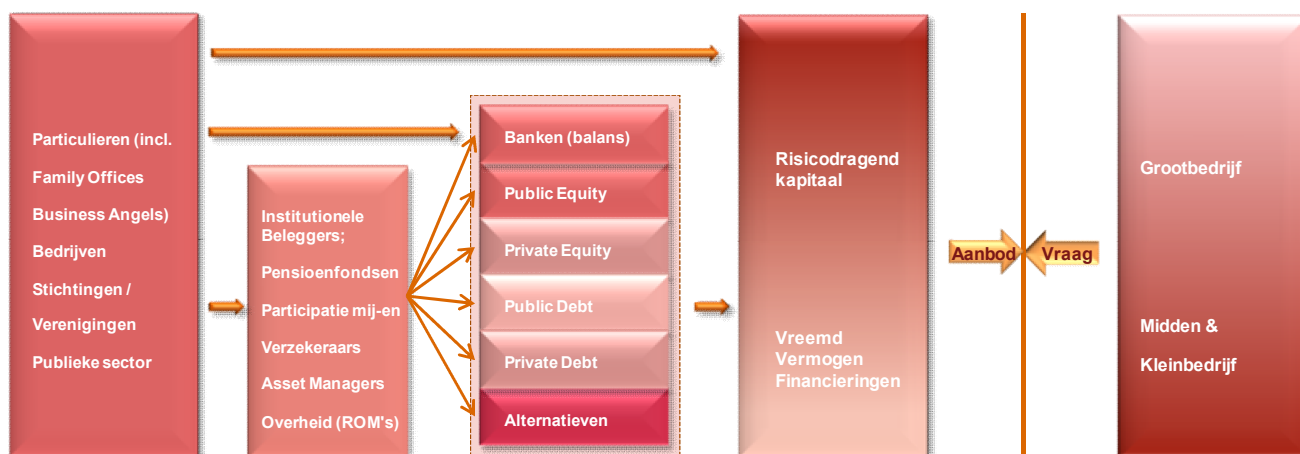 Particulieren (incl.
Family Offices
Business Angels)
Bedrijven
Stichtingen /
Verenigingen
Publieke sector
Institutionele
Beleggers;
Pensioenfondsen
Participatie mij-en
Verzekeraars
Asset Managers
Overheid (ROM's)
Banken (balans)
Public Equity
Private Equity
Public Debt
Private Debt
Alternatieven
Risicodragend
kapitaal
Vreemd
Vermogen
Financieringen
Aanbod
Vraag
Grootbedrijf
Midden &
Kleinbedrijf